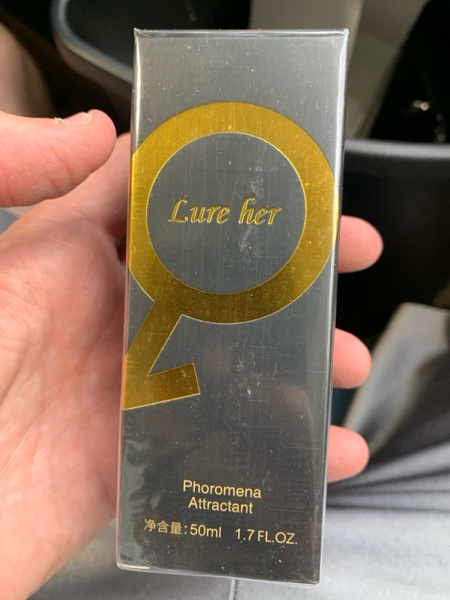 Lure her
Phoromena
Attractant
净含量:50ml 1.7FL.OZ.